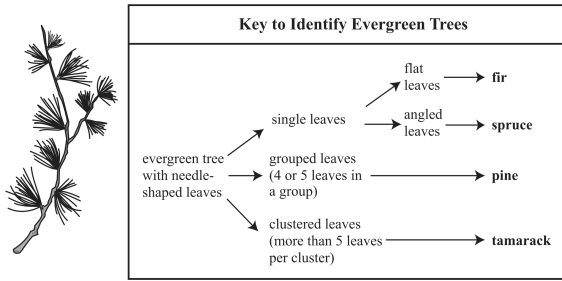 Key to Identify Evergreen Trees
flat
leaves
fir
single leaves
angled
leaves
spruce
evergreen tree
with needle-
shaped leaves
grouped leaves
(4 or 5 leaves in
a group)
pine
clustered leaves
(more than 5 leaves
per cluster)
tamarack